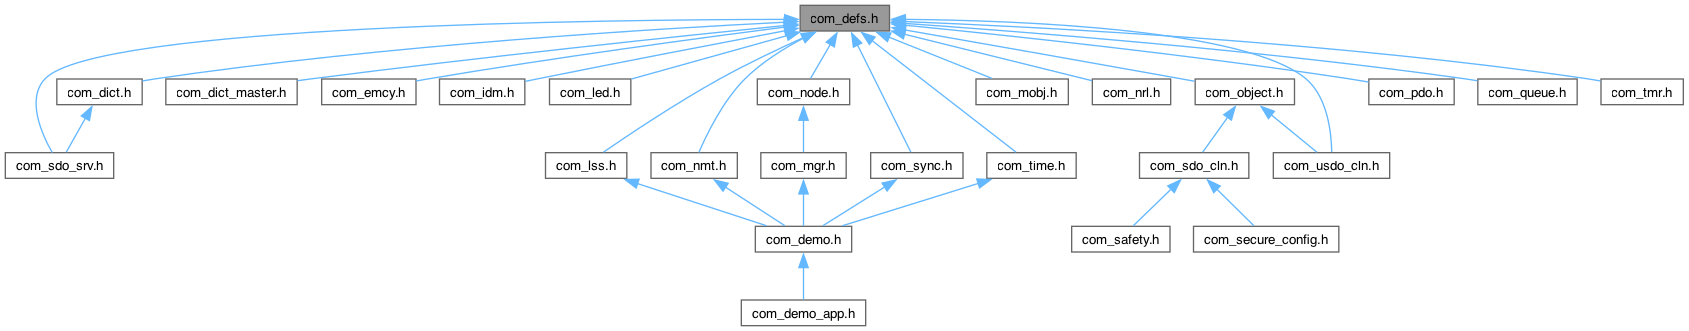 com_defs.h
com_dict.h
com_dict_master.h
com_emcy.h
com_idm.h
com_led.h
com_node.h
com_mobj.h
com_nrl.h
com_object.h
com_pdo.h
com_queue.h
com_tmr.h
com_sdo_srv.h
com_lss.h
com_nmt.h
com_mgr.h
com_sync.h
com_time.h
com_sdo_cln.h
com_usdo_cln.h
com_demo.h
com_safety.h
com_secure_config.h
com_demo_app.h